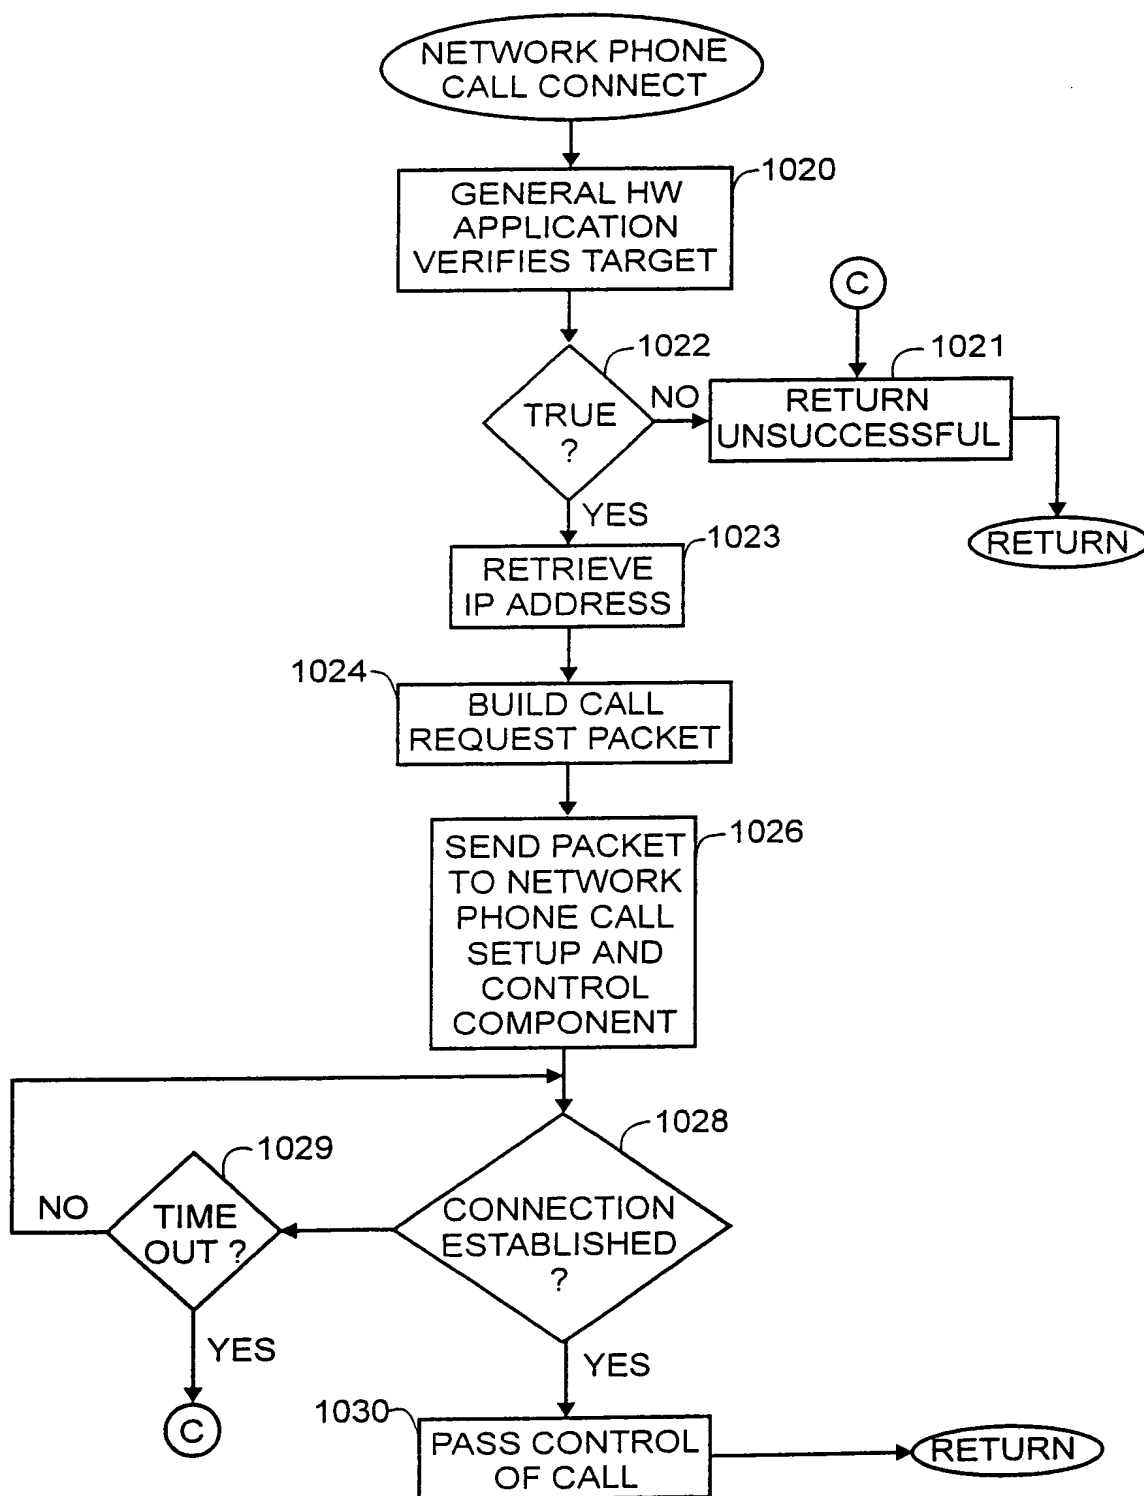 NETWORK PHONE
CALL CONNECT
1020
GENERAL HW
APPLICATION
VERIFIES TARGET
C
1022
1021
TRUE
?
NO
RETURN
UNSUCCESSFUL
YES
RETURN
1023
RETRIEVE
IP ADDRESS
1024
BUILD CALL
REQUEST PACKET
1026
SEND PACKET
TO NETWORK
PHONE CALL
SETUP AND
CONTROL
COMPONENT
1028
1029
NO
TIME
OUT ?
CONNECTION
ESTABLISHED
?
YES
YES
C
1030
PASS CONTROL
OF CALL
RETURN